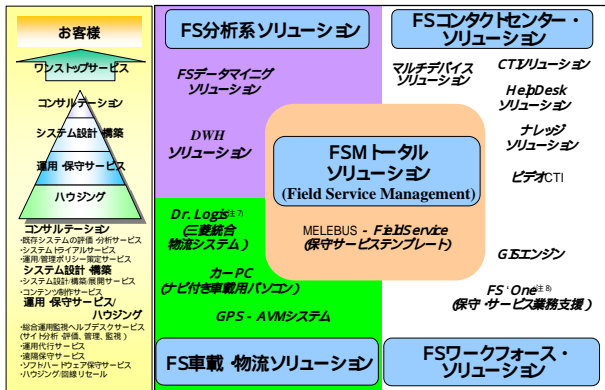 お客様
ワンストップサービス
コンサルテーション
システム設計・構築
運用・保守サービス
ハウジング
コンサルテーション
・既存システムの評価・分析サービス
・システムトライアルサービス
・運用/管理ポリシー策定サービス
システム設計・構築
・システム設計/構築/展開サービス
・コンテンツ制作サービス
運用・保守サービス/
ハウジング
・総合運用監視ヘルプデスクサービス
(サイト分析・評価、管理、監視)
・運用代行サービス
・遠隔保守サービス
・ソフトハードウェア保守サービス
・ハウジング/回線リセール
FS分析系ソリューション
FSデータマイニグ
ソリューション
DWH
ソリューション
FSコンタクトセンター・
ソリューション
マルチデバイス
ソリューション
CTIソリューション
HelpDesk
ソリューション
ナレッジ
ソリューション
ビデオCTI
FSMトータル
ソリューション
(Field Service Management)
MELEBUS - FieldService
(保守サービステンプレート)
Dr.Logis注7)
(三菱統合
物流システム)
カーPC
(ナビ付き車載用パソコン)
GPS - AVMシステム
FS車載・物流ソリューション
GISエンジン
FS‘One注8)
(保守・サービス業務支援)
FSワークフォース・
ソリューション